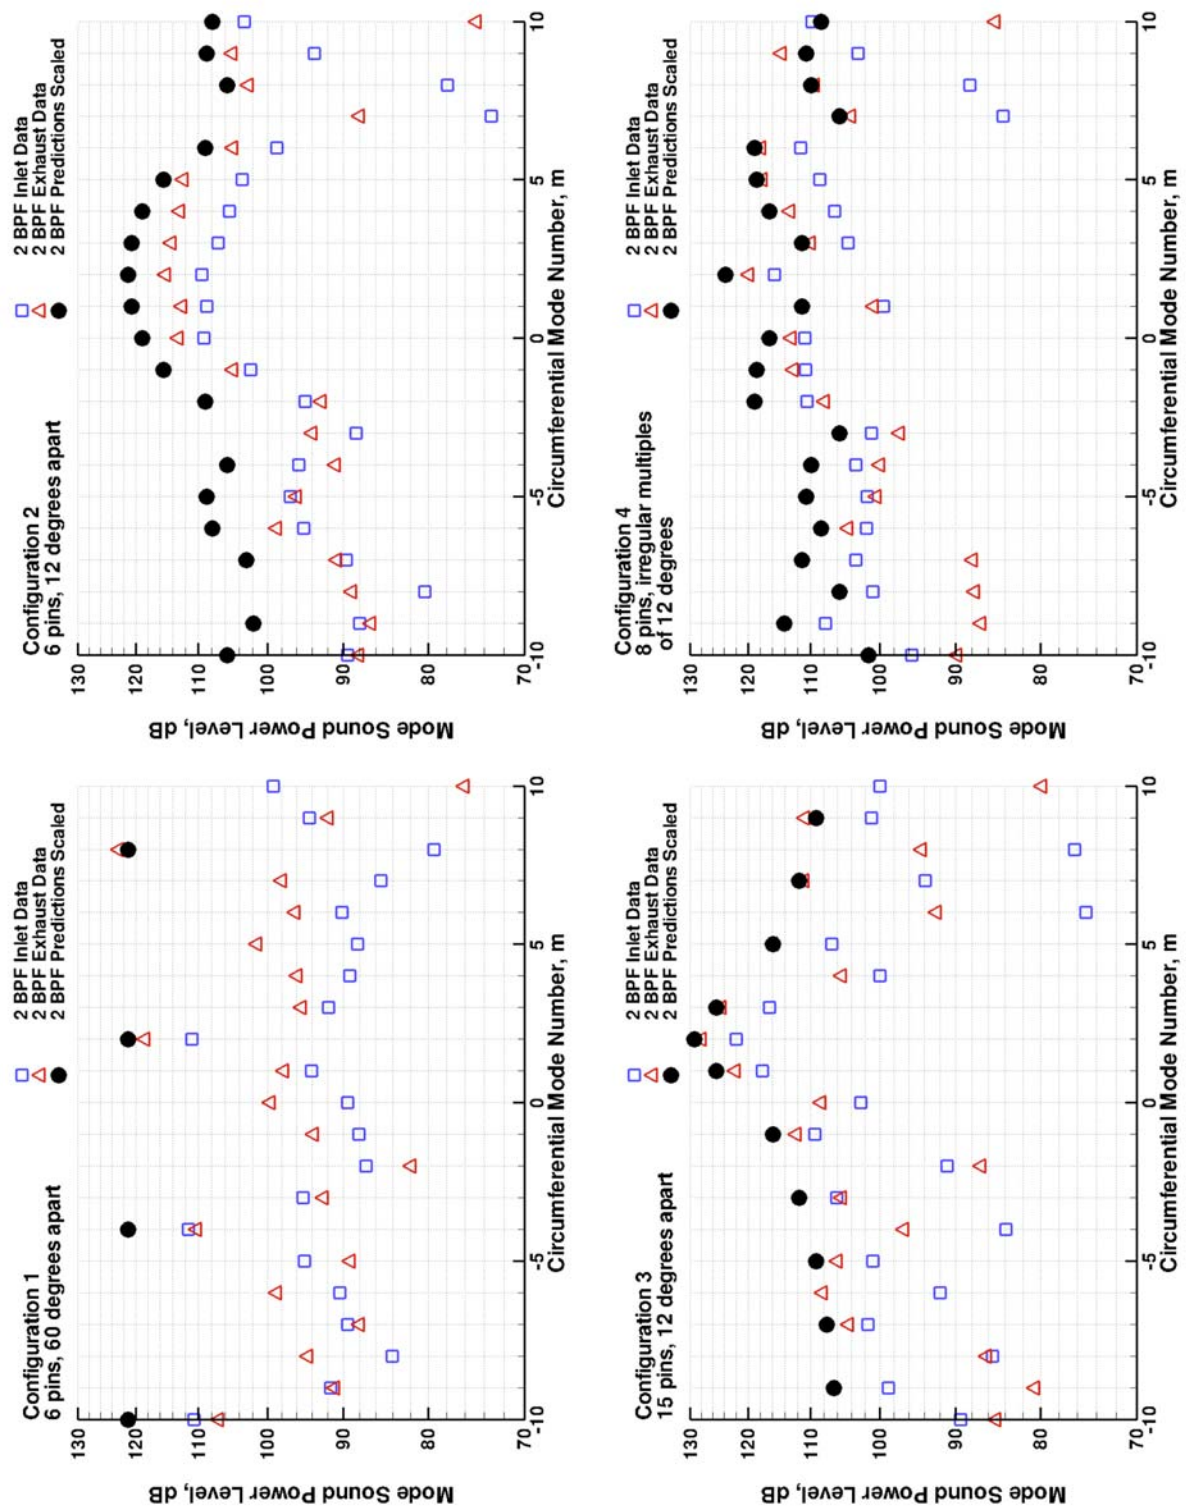 Configuration 1
6 pins, 60 degrees apart
2 BPF Inlet Data
2 BPF Exhaust Data
2 BPF Predictions Scaled
Mode Sound Power Level, dB
130
120
110
100
90
80
70
-10
-5
0
5
10
Circumferential Mode Number, m
Configuration 2
6 pins, 12 degrees apart
2 BPF Inlet Data
2 BPF Exhaust Data
2 BPF Predictions Scaled
Mode Sound Power Level, dB
130
120
110
100
90
80
70
-10
-5
0
5
10
Circumferential Mode Number, m
Configuration 3
15 pins, 12 degrees apart
2 BPF Inlet Data
2 BPF Exhaust Data
2 BPF Predictions Scaled
Mode Sound Power Level, dB
130
120
110
100
90
80
70
-10
-5
0
5
10
Circumferential Mode Number, m
Configuration 4
8 pins, irregular multiples
of 12 degrees
2 BPF Inlet Data
2 BPF Exhaust Data
2 BPF Predictions Scaled
Mode Sound Power Level, dB
130
120
110
100
90
80
70
-10
-5
0
5
10
Circumferential Mode Number, m